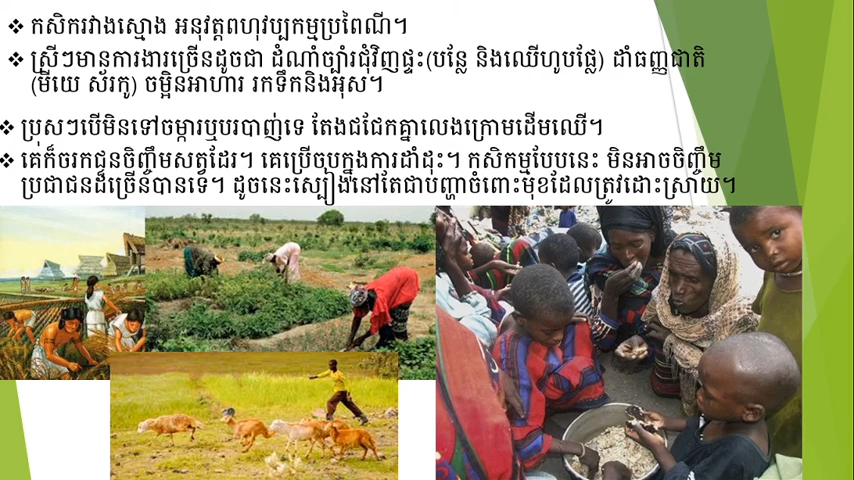 ❖ កសិករវាងស្មោង អនុវត្តពហុវប្បកម្មប្រពៃណី។
❖ ស្រីៗមានការងារច្រើនដូចជា ដំណាំច្បាំរជុំវិញផ្ទះ(បន្លែ និងឈើហូបផ្លែ) ដាំធញ្ញជាតិ
(មីយេ ស័រកូ) ចម្អិនអាហារ រកទឹកនិងអុស។
❖ ប្រុសៗបើមិនទៅចម្ការឬបរបាញ់ទេ តែងជជែកគ្នាលេងក្រោមដើមឈើ។
❖ គេក៏ចរកជូនចិញ្ចឹមសត្វដែរ។ គេប្រើចបក្នុងការដាំដុះ។ កសិកម្មបែបនេះ មិនអាចចិញ្ចឹម
ប្រជាជនដ៏ច្រើនបានទេ។ ដូចនេះស្បៀងនៅតែជាបញ្ហាចំពោះមុខដែលត្រូវដោះស្រាយ។